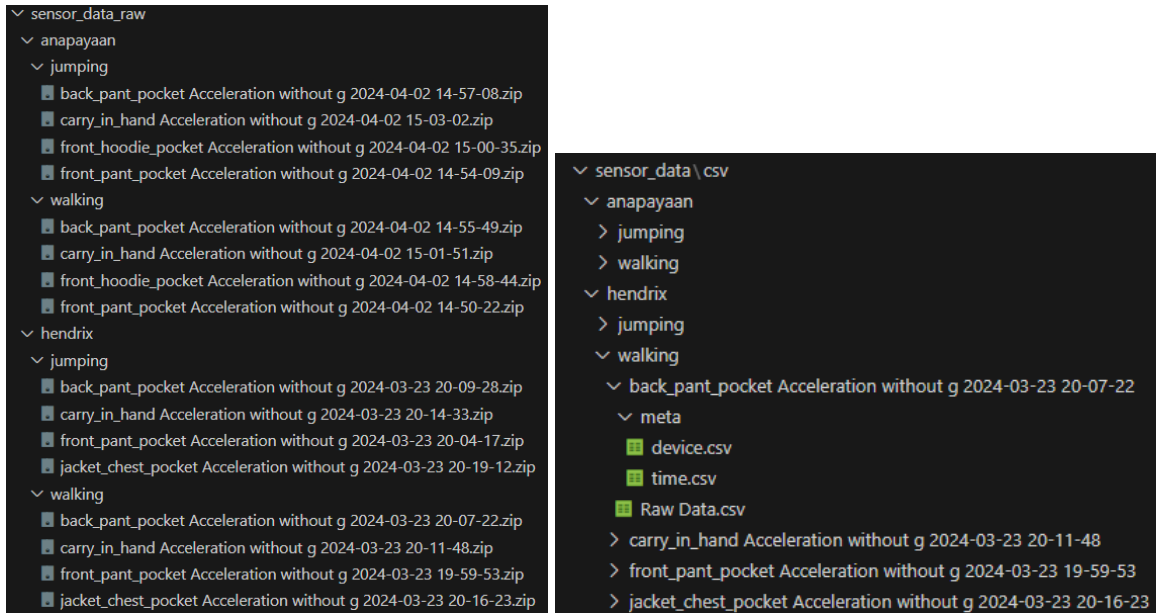 sensor_data_raw
anapayaan
jumping
back_pant_pocket Acceleration without g 2024-04-02 14-57-08.zip
carry_in_hand Acceleration without g 2024-04-02 15-03-02.zip
front_hoodie_pocket Acceleration without g 2024-04-02 15-00-35.zip
front_pant_pocket Acceleration without g 2024-04-02 14-54-09.zip
walking
back_pant_pocket Acceleration without g 2024-04-02 14-55-49.zip
carry_in_hand Acceleration without g 2024-04-02 15-01-51.zip
front_hoodie_pocket Acceleration without g 2024-04-02 14-58-44.zip
front_pant_pocket Acceleration without g 2024-04-02 14-50-22.zip
hendrix
jumping
back_pant_pocket Acceleration without g 2024-03-23 20-09-28.zip
carry_in_hand Acceleration without g 2024-03-23 20-14-33.zip
front_pant_pocket Acceleration without g 2024-03-23 20-04-17.zip
jacket_chest_pocket Acceleration without g 2024-03-23 20-19-12.zip
walking
back_pant_pocket Acceleration without g 2024-03-23 20-07-22.zip
carry_in_hand Acceleration without g 2024-03-23 20-11-48.zip
front_pant_pocket Acceleration without g 2024-03-23 19-59-53.zip
jacket_chest_pocket Acceleration without g 2024-03-23 20-16-23.zip
sensor_data\csv
anapayaan
jumping
walking
hendrix
jumping
walking
back_pant_pocket Acceleration without g 2024-03-23 20-07-22
meta
device.csv
time.csv
Raw Data.csv
carry_in_hand Acceleration without g 2024-03-23 20-11-48
front_pant_pocket Acceleration without g 2024-03-23 19-59-53
jacket_chest_pocket Acceleration without g 2024-03-23 20-16-23